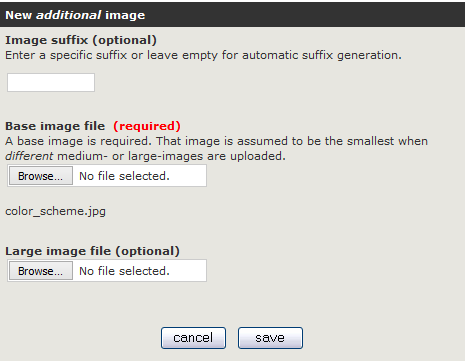 New additional image
Image suffix (optional)
Enter a specific suffix or leave empty for automatic suffix generation.
Base image file (required)
A base image is required. That image is assumed to be the smallest when
different medium- or large-images are uploaded.
Browse... No file selected.
color_scheme.jpg
Large image file (optional)
Browse... No file selected.
cancel save